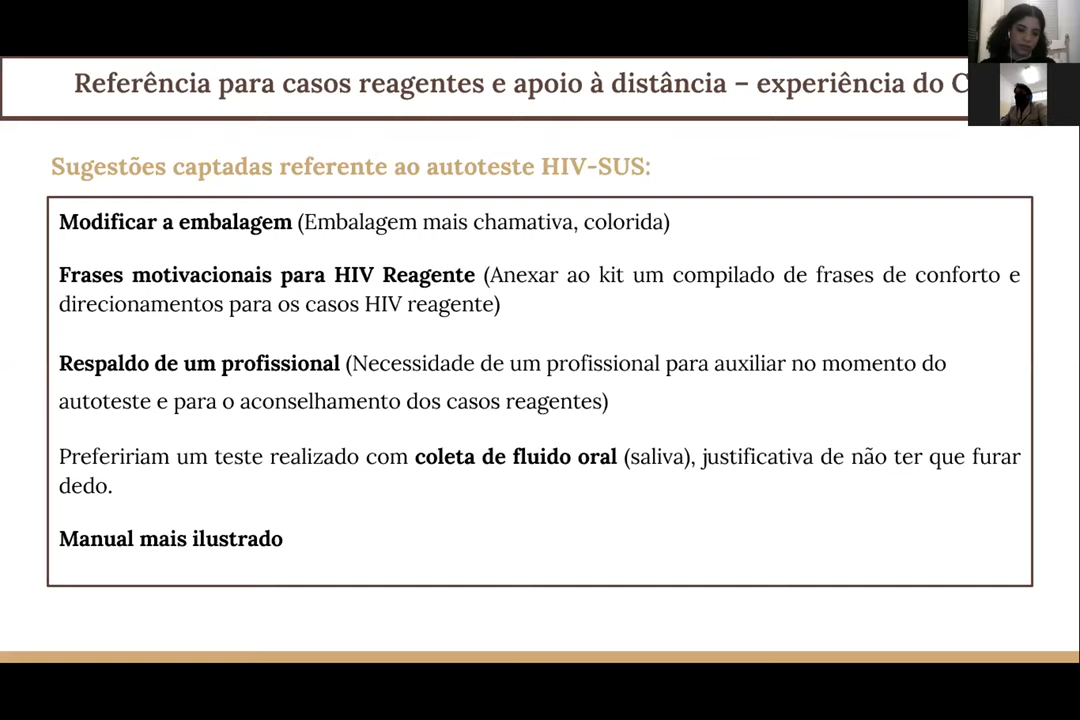 Referência para casos reagentes e apoio à distância – experiência do
Sugestões captadas referente ao autoteste HIV-SUS:
Modificar a embalagem (Embalagem mais chamativa, colorida)
Frases motivacionais para HIV Reagente (Anexar ao kit um compilado de frases de conforto e
direcionamentos para os casos HIV reagente)
Respaldo de um profissional (Necessidade de um profissional para auxiliar no momento do
autoteste e para o aconselhamento dos casos reagentes)
Prefeririam um teste realizado com coleta de fluido oral (saliva), justificativa de não ter que furar
dedo.
Manual mais ilustrado